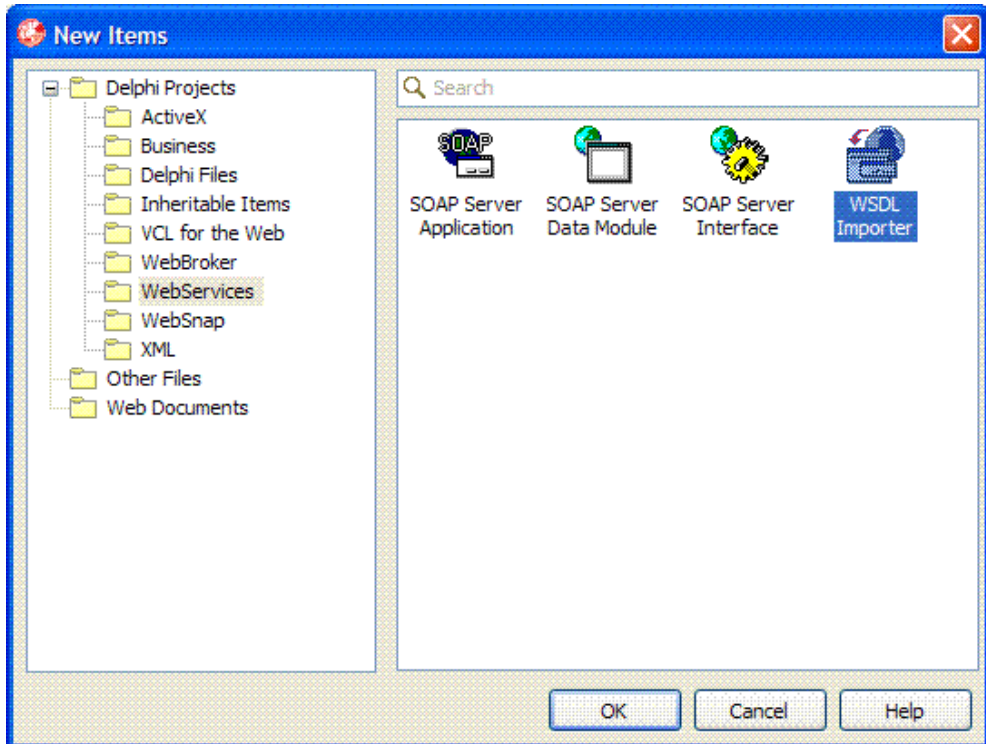 New Items
Delphi Projects
ActiveX
Business
Delphi Files
Inheritable Items
VCL for the Web
WebBroker
WebServices
WebSnap
XML
Other Files
Web Documents
Search
SOAP
SOAP Server
Application
SOAP Server
Data Module
SOAP Server
Interface
WSDL
Importer
OK
Cancel
Help